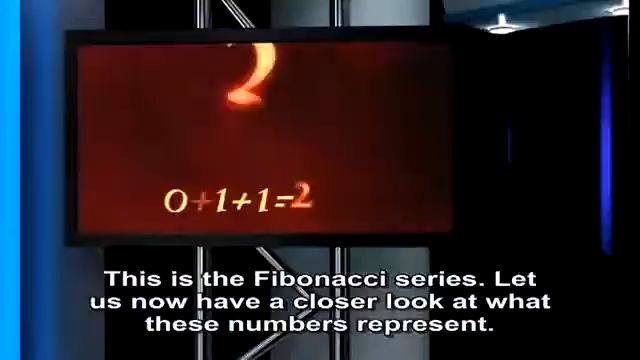 2
0+1+1=2
This is the Fibonacci series. Let
us now have a closer look at what
these numbers represent.